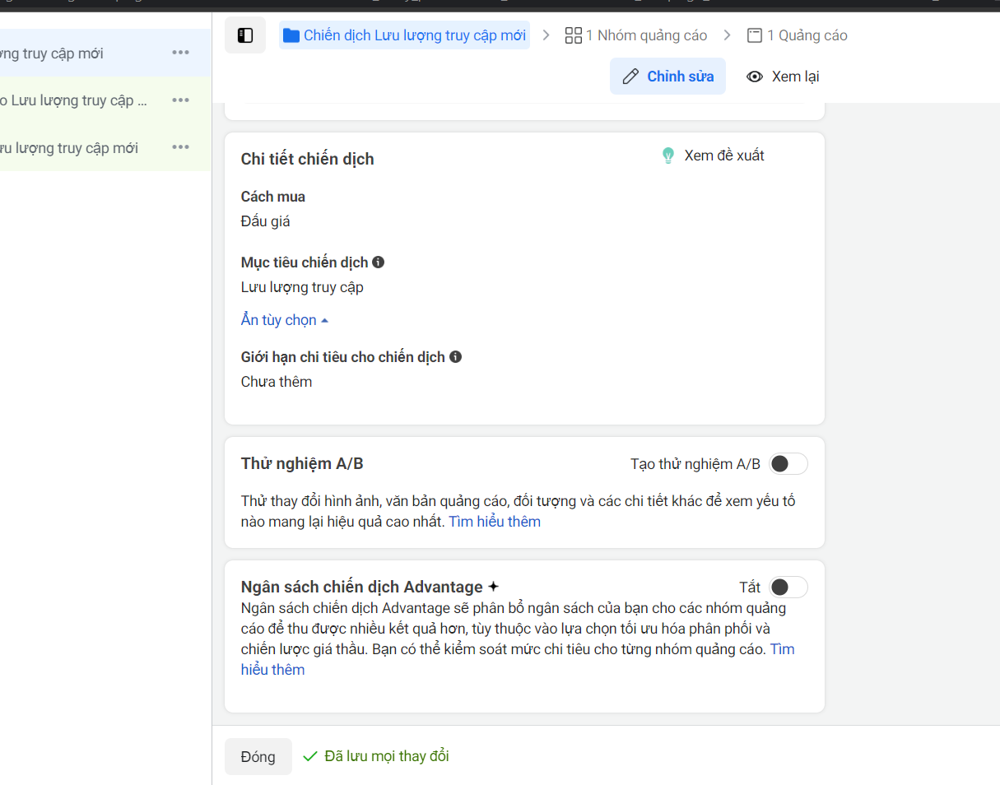 Chiến dịch Lưu lượng truy cập mới
1 Nhóm quảng cáo
1 Quảng cáo
Chỉnh sửa
Xem lại
truy cập mới
Lưu lượng truy cập ...
lượng truy cập mới
Chi tiết chiến dịch
Xem đề xuất
Cách mua
Đấu giá
Mục tiêu chiến dịch
Lưu lượng truy cập
Ẩn tùy chọn
Giới hạn chi tiêu cho chiến dịch
Chưa thêm
Thử nghiệm A/B
Tạo thử nghiệm A/B
Thử thay đổi hình ảnh, văn bản quảng cáo, đối tượng và các chi tiết khác để xem yếu tố
nào mang lại hiệu quả cao nhất. Tìm hiểu thêm
Ngân sách chiến dịch Advantage
Tắt
Ngân sách chiến dịch Advantage sẽ phân bổ ngân sách của bạn cho các nhóm quảng
cáo để thu được nhiều kết quả hơn, tùy thuộc vào lựa chọn tối ưu hóa phân phối và
chiến lược giá thầu. Bạn có thể kiểm soát mức chi tiêu cho từng nhóm quảng cáo. Tìm
hiểu thêm
Đóng
Đã lưu mọi thay đổi